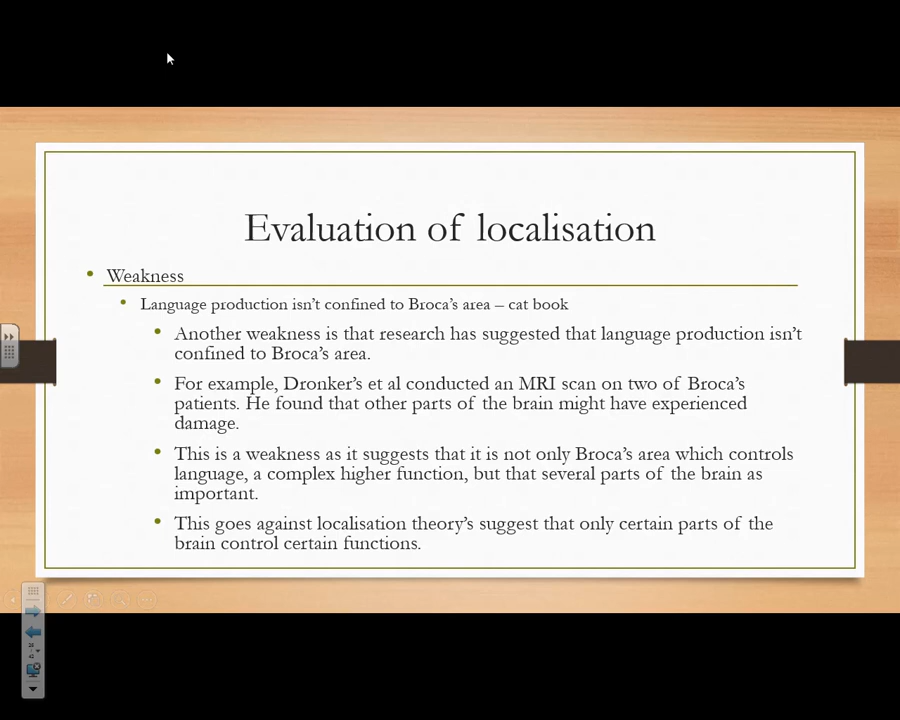 Evaluation of localisation
Weakness
Language production isn't confined to Broca's area – cat book
Another weakness is that research has suggested that language production isn't
confined to Broca's area.
For example, Dronker's et al conducted an MRI scan on two of Broca's
patients. He found that other parts of the brain might have experienced
damage.
This is a weakness as it suggests that it is not only Broca's area which controls
language, a complex higher function, but that several parts of the brain as
important.
This goes against localisation theory's suggest that only certain parts of the
brain control certain functions.